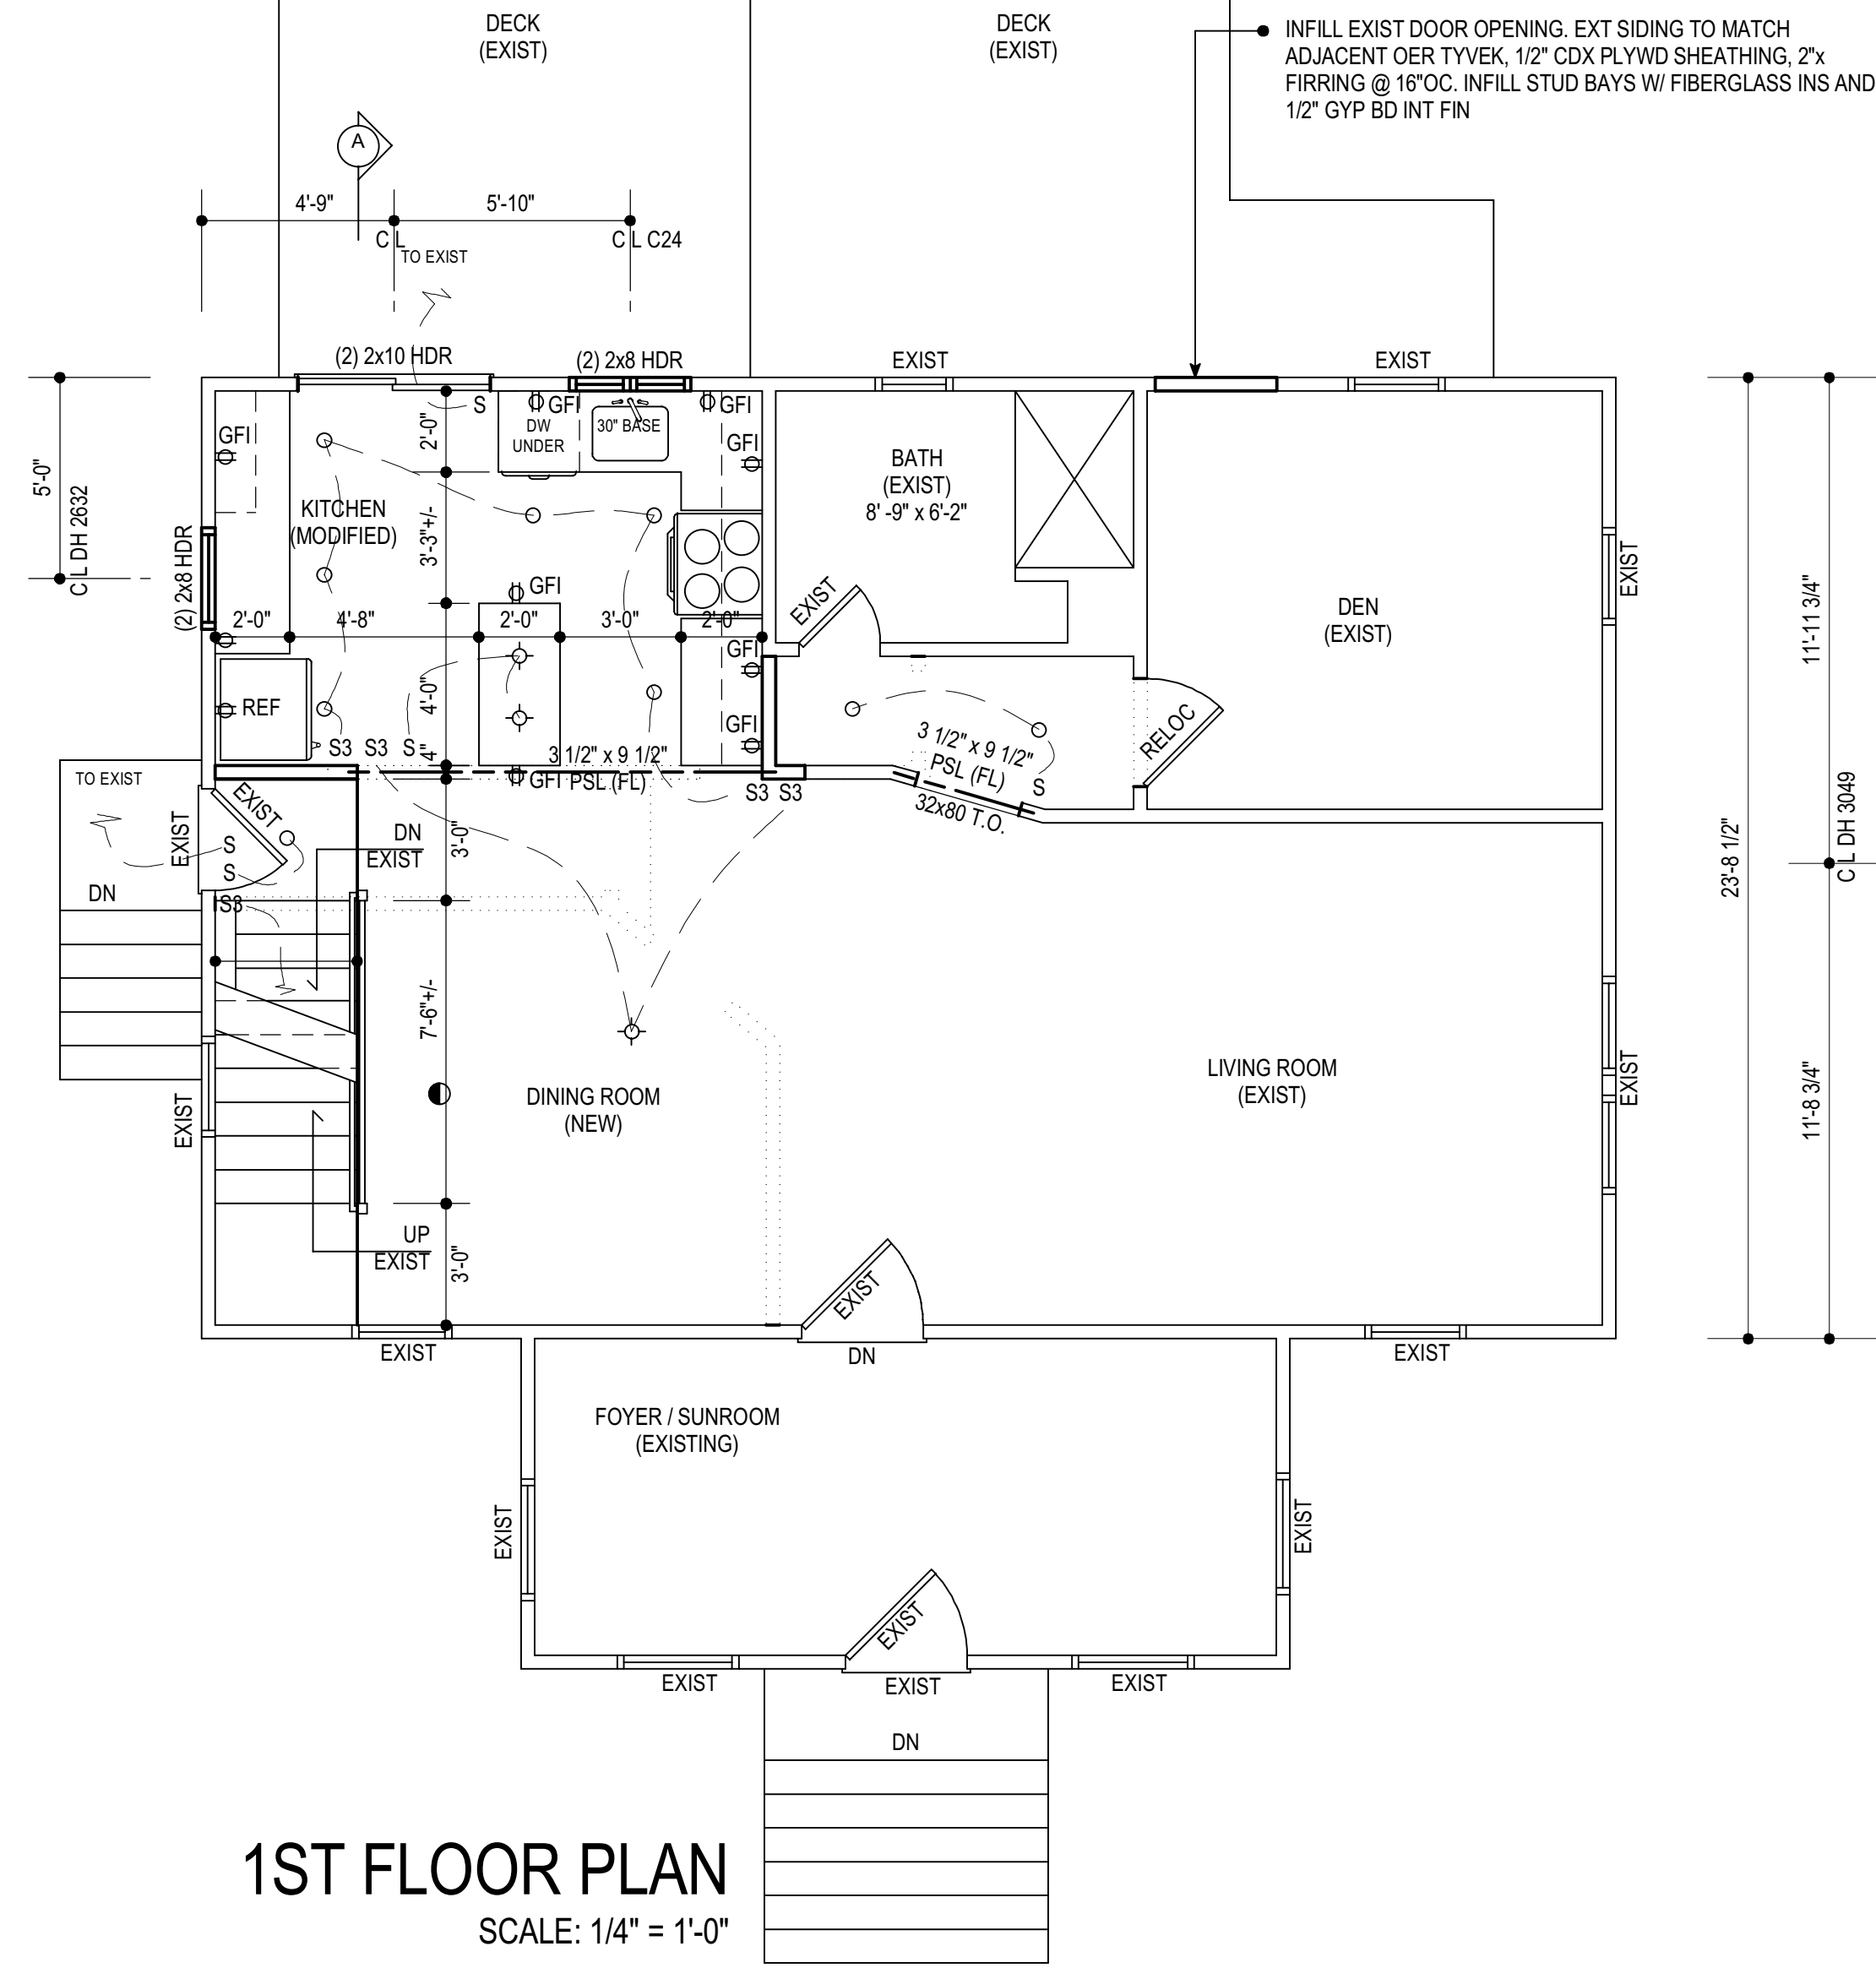 DECK
(EXIST)
DECK
(EXIST)
INFILL EXIST DOOR OPENING. EXT SIDING TO MATCH
ADJACENT OER TYVEK, 1/2" CDX PLYWD SHEATHING, 2"x
FIRRING @ 16"OC. INFILL STUD BAYS W/ FIBERGLASS INS AND
1/2" GYP BD INT FIN
A
4'-9"
5'-10"
C L
C L C24
TO EXIST
(2) 2x10 HDR
(2) 2x8 HDR
EXIST
EXIST
5'-0"
C L DH 2632
(2) 2x8 HDR
S
GFI
GFI
DW
UNDER
30" BASE
GFI
GFI
2'-0"
KITCHEN
(MODIFIED)
3'-3"+/-
BATH
(EXIST)
8' -9" x 6'-2"
EXIST
DEN
(EXIST)
EXIST
11'-11 3/4"
GFI
2'-0"
4'-8"
2'-0"
3'-0"
2'-0"
GFI
REF
4'-0"
GFI
RELOC
S3
S3
S
4"
3 1/2" x 9 1/2"
PSL (FL)
GFI
S3
S3
3 1/2" x 9 1/2"
PSL (FL)
S
32x80 T.O.
TO EXIST
EXIST
EXIST
S
S
S3
DN
DN
EXIST
3'-0"
23'-8 1/2"
C L DH 3049
7'-6"+/-
DINING ROOM
(NEW)
LIVING ROOM
(EXIST)
EXIST
EXIST
11'-8 3/4"
UP
EXIST
3'-0"
EXIST
EXIST
DN
EXIST
FOYER / SUNROOM
(EXISTING)
EXIST
EXIST
EXIST
EXIST
EXIST
EXIST
DN
1ST FLOOR PLAN
SCALE: 1/4" = 1'-0"